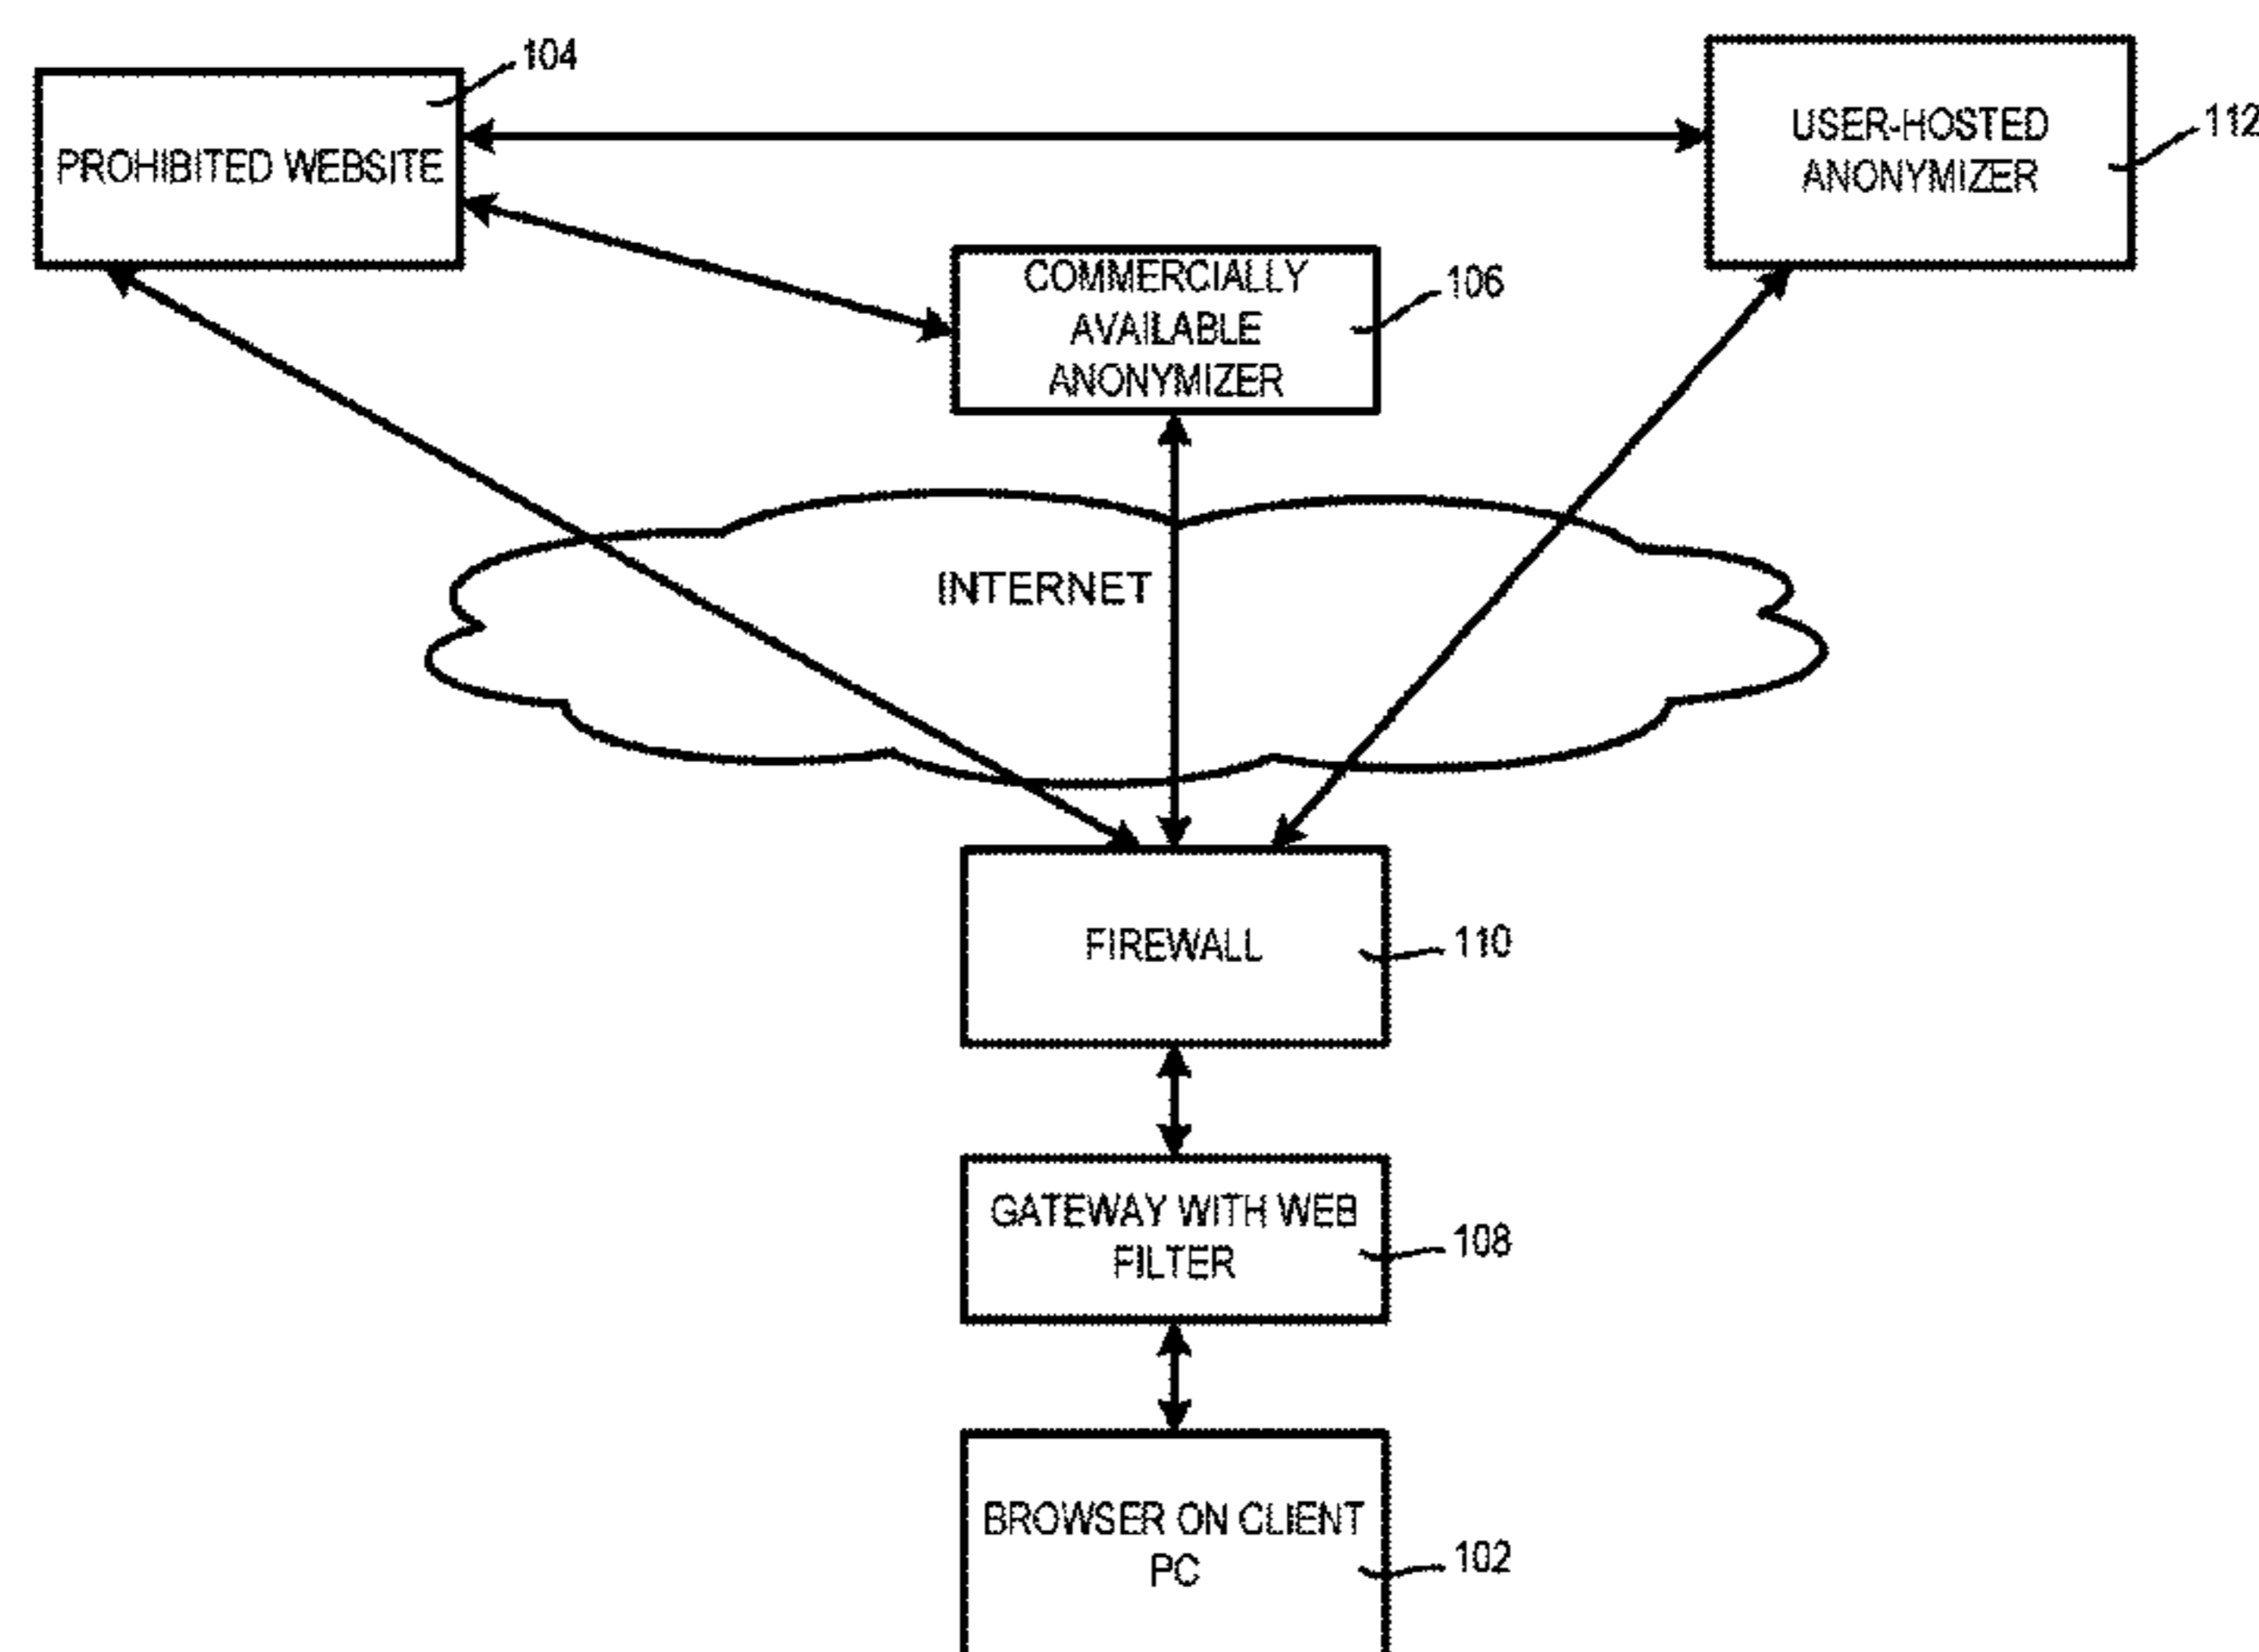 104
PROHIBITED WEBSITE
USER-HOSTED
ANONYMIZER
112
COMMERCIALLY
AVAILABLE
ANONYMIZER
106
INTERNET
FIREWALL
110
GATEWAY WITH WEB
FILTER
108
BROWSER ON CLIENT
PC
102